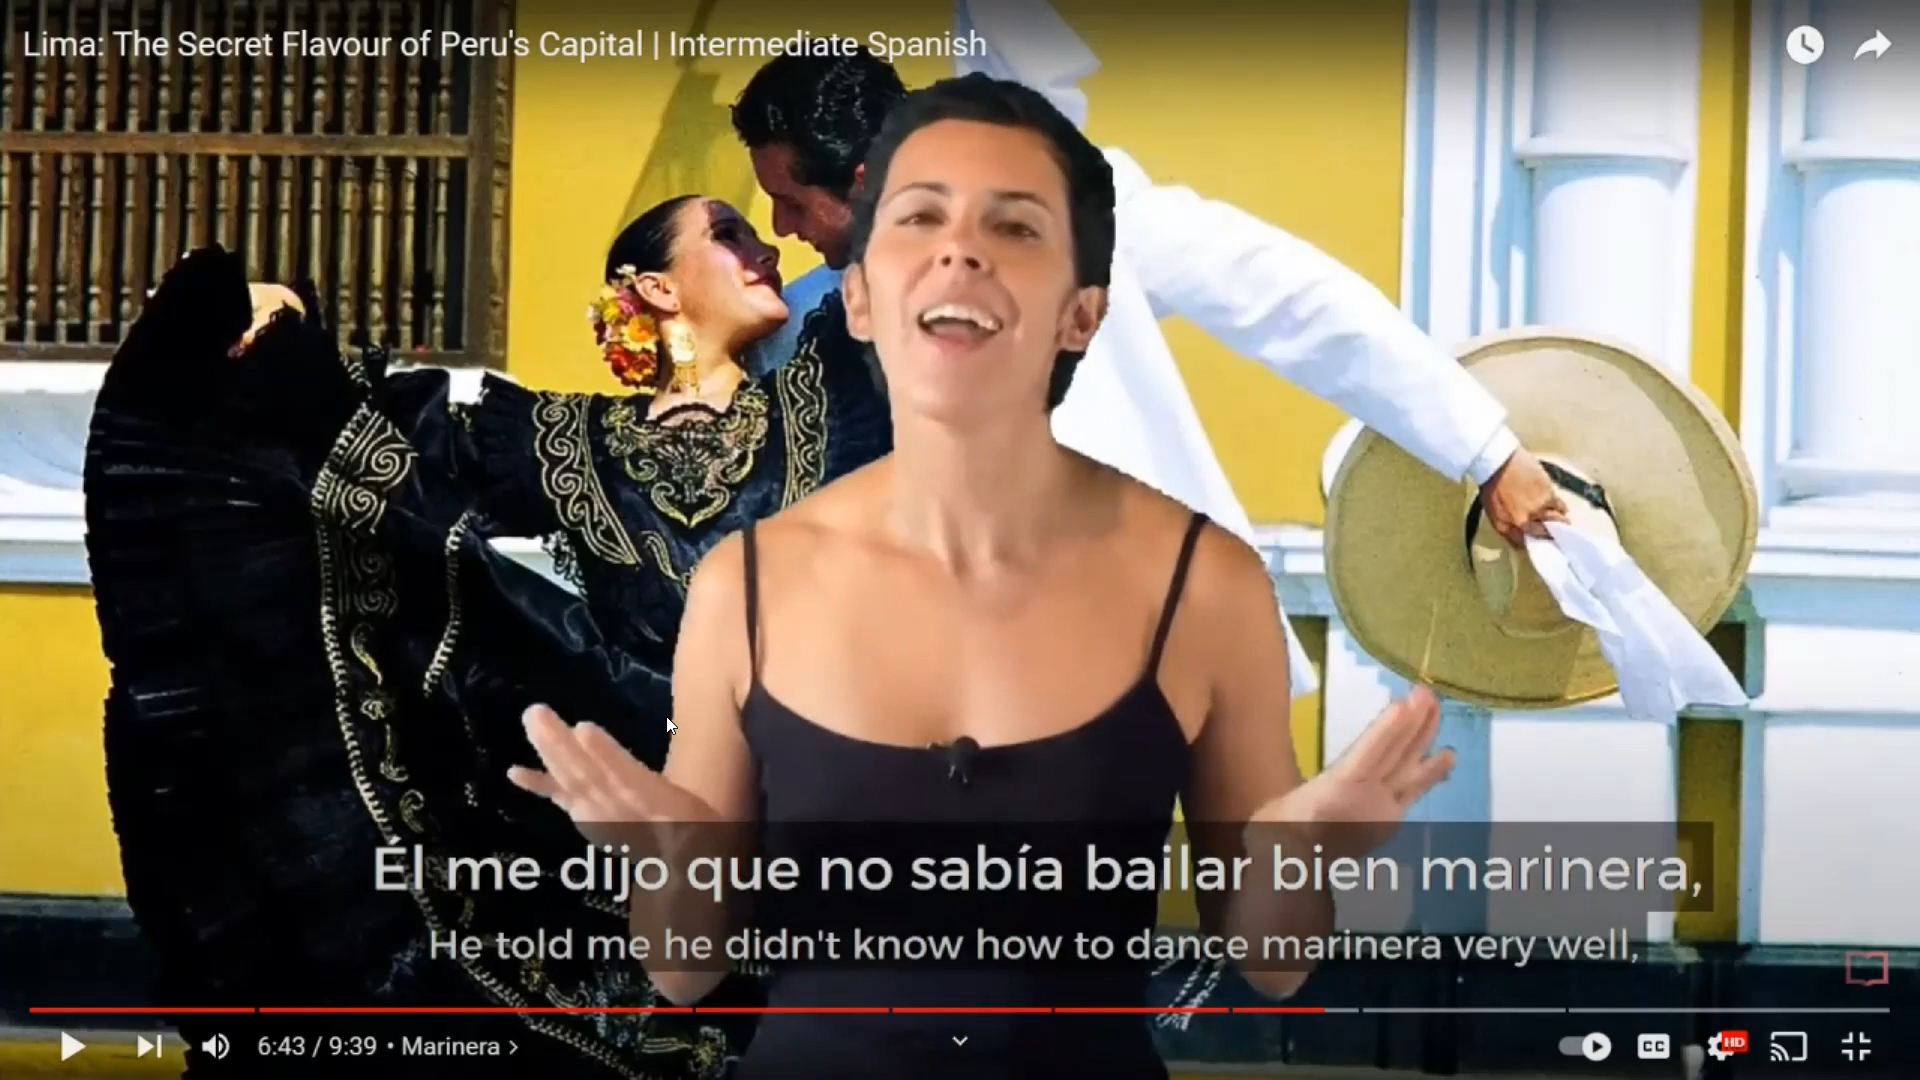 Lima: The Secret Flavour of Peru's Capital | Intermediate Spanish
Él me dijo que no sabía bailar bien marinera,
He told me he didn't know how to dance marinera very well,
6:43 / 9:39 • Marinera >
CC
HD